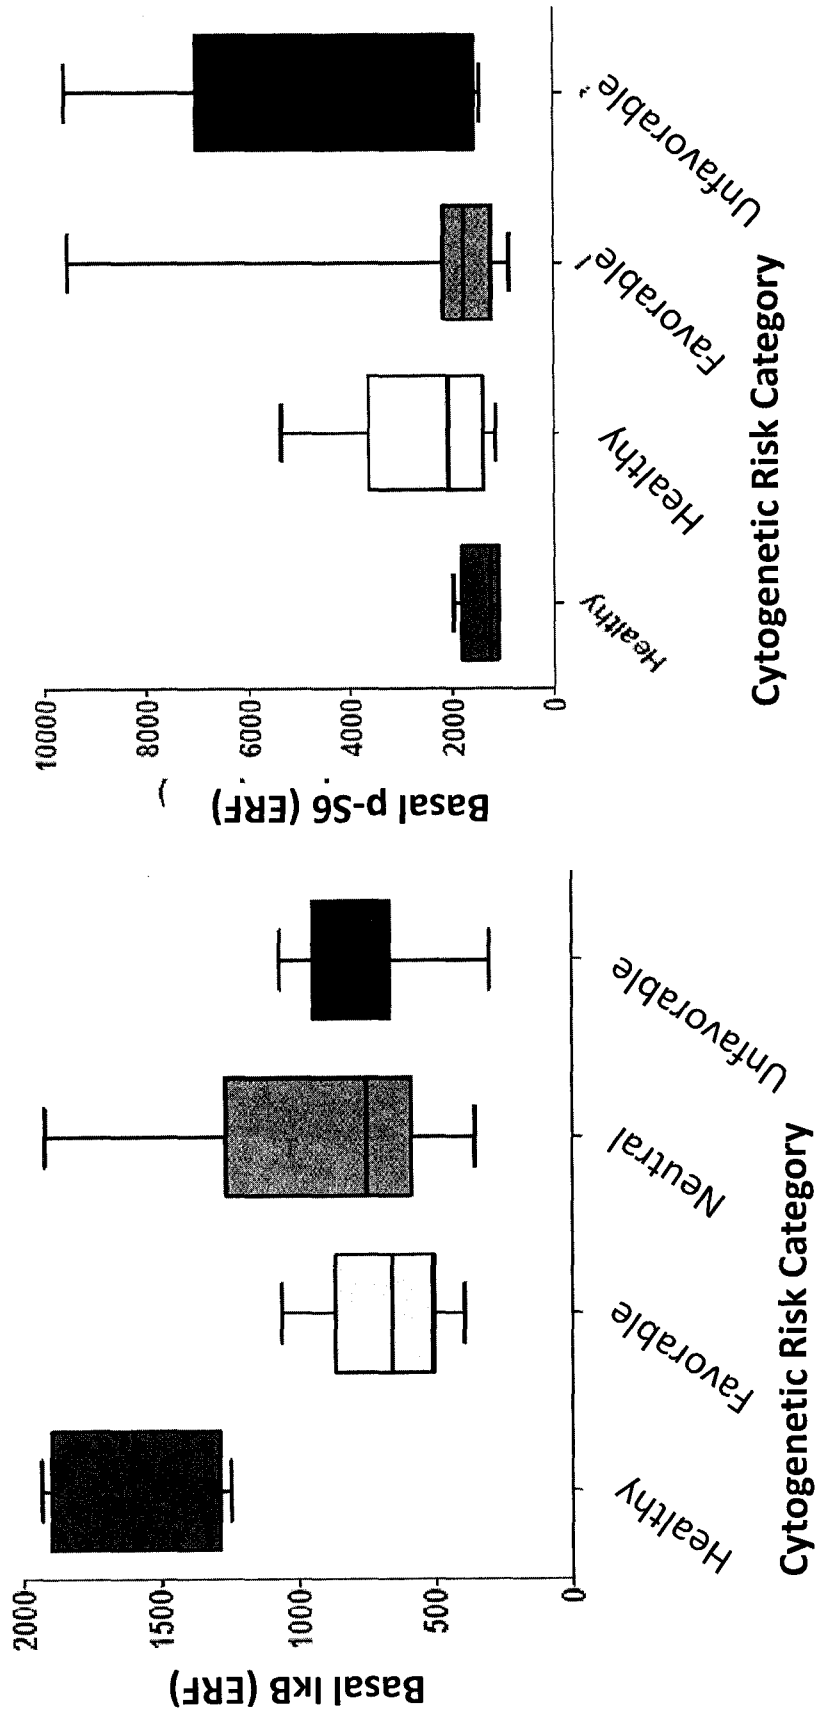 Basal IκB (ERF)
2000
1500
1000
500
0
Healthy
Favorable
Neutral
Unfavorable
Cytogenetic Risk Category
Basal p-S6 (ERF)
10000
8000
6000
4000
2000
0
Healthy
Healthy
Favorable
Unfavorable
Cytogenetic Risk Category